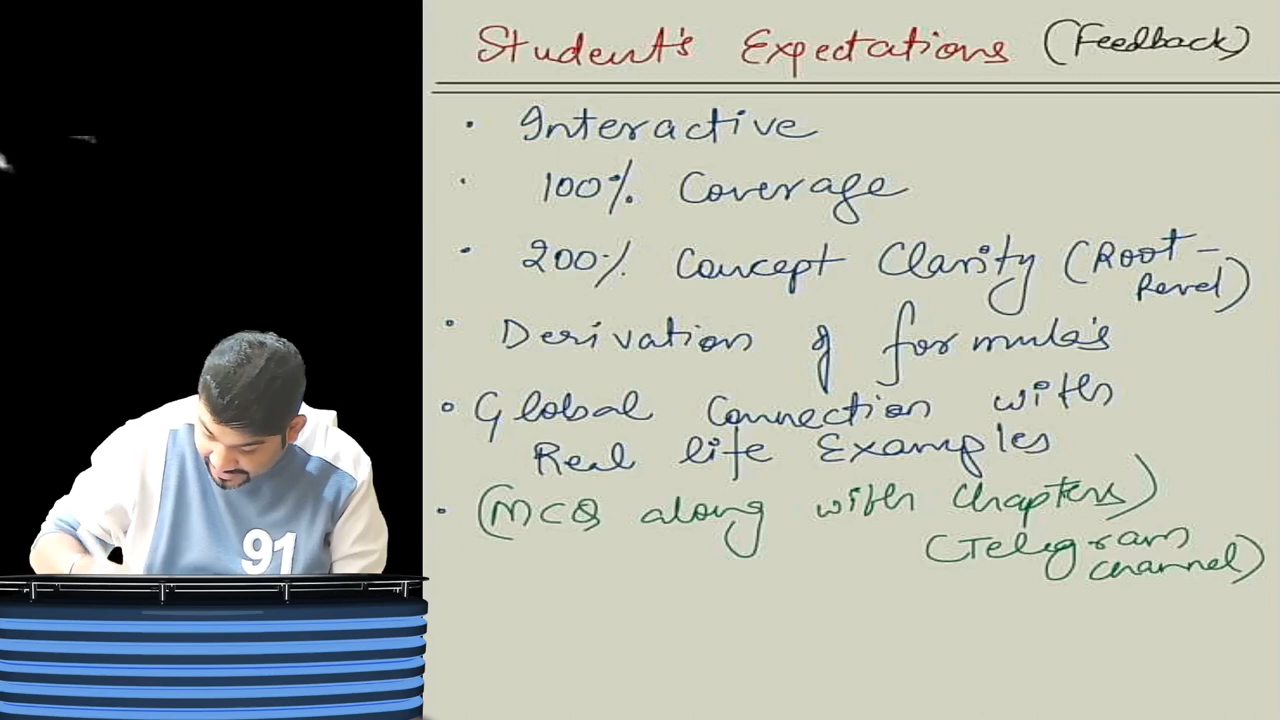 Student's Expectations (Feedback)
• Interactive
• 100% Coverage
• 200% Concept Clarity (Root-
Level)
• Derivation of formula's
• Global Connection with
Real life Examples
• (MCQ along with Chapters)
(Telegram
channel)
91